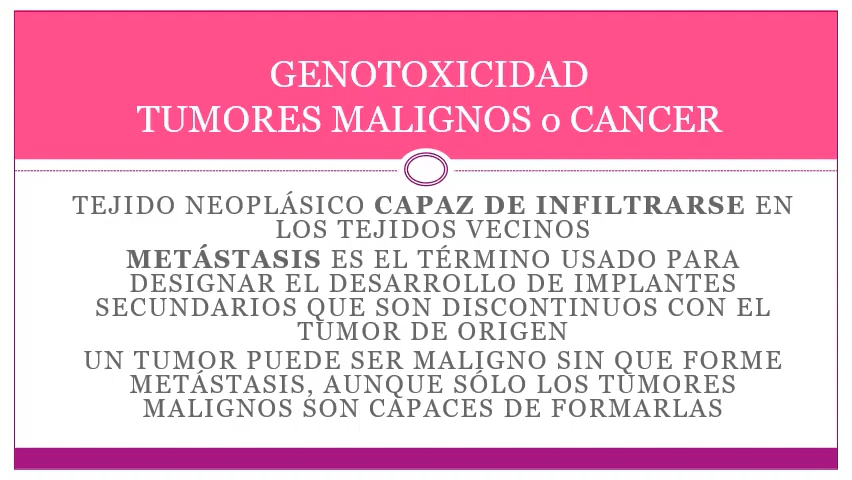 GENOTOXICIDAD
TUMORES MALIGNOS o CANCER
TEJIDO NEOPLÁSICO CAPAZ DE INFILTRARSE EN
LOS TEJIDOS VECINOS
METÁSTASIS ES EL TÉRMINO USADO PARA
DESIGNAR EL DESARROLLO DE IMPLANTES
SECUNDARIOS QUE SON DISCONTINUOS CON EL
TUMOR DE ORIGEN
UN TUMOR PUEDE SER MALIGNO SIN QUE FORME
METÁSTASIS, AUNQUE SÓLO LOS TUMORES
MALIGNOS SON CAPACES DE FORMARLAS